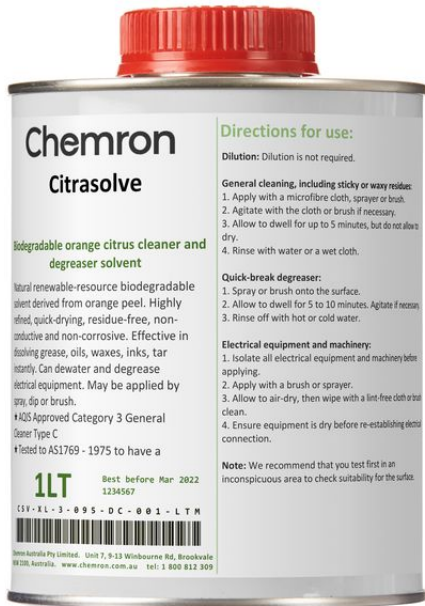 Chemron
Citrasolve
Biodegradable orange citrus cleaner and
degreaser solvent
Natural renewable-resource biodegradable
solvent derived from orange peel. Highly
refined, quick-drying, residue-free, non-
conductive and non-corrosive. Effective in
dissolving grease, oils, waxes, inks, tar
instantly. Can dewater and degrease
electrical equipment. May be applied by
spray, dip or brush.
AQIS Approved Category 3 General
Cleaner Type C
Tested to AS1769 - 1975 to have a
1LT
Best before Mar 2022
1234567
CSV-XL-3-095-DC-001-LTM
Chemron Australia Pty Limited. Unit 7, 9-13 Winbourne Rd, Brookvale
NSW 2100, Australia. www.chemron.com.au tel: 1 800 812 309
Directions for use:
Dilution: Dilution is not required.
General cleaning, including sticky or waxy residues:
1. Apply with a microfibre cloth, sprayer or brush.
2. Agitate with the cloth or brush if necessary.
3. Allow to dwell for up to 5 minutes, but do not allow to
dry.
4. Rinse with water or a wet cloth.
Quick-break degreaser:
1. Spray or brush onto the surface.
2. Allow to dwell for 5 to 10 minutes. Agitate if necessary
3. Rinse off with hot or cold water.
Electrical equipment and machinery:
1. Isolate all electrical equipment and machinery before
applying.
2. Apply with a brush or sprayer.
3. Allow to air-dry, then wipe with a lint-free cloth or brush
clean.
4. Ensure equipment is dry before re-establishing electrical
connection.
Note: We recommend that you test first in an
inconspicuous area to check suitability for the surface.